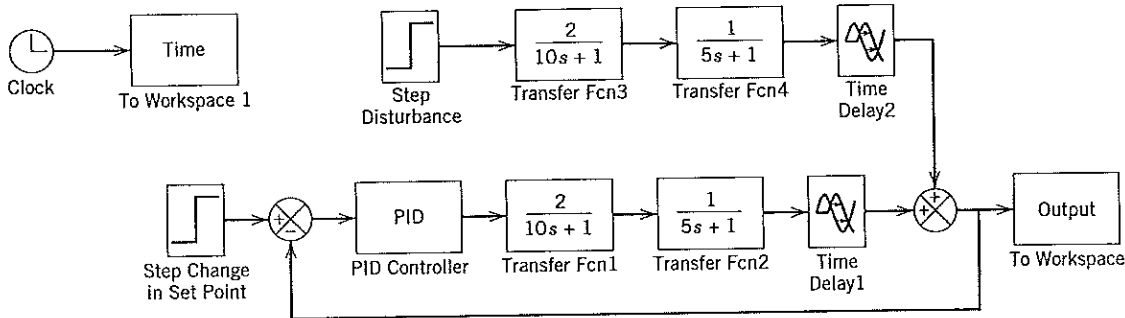 Clock
Time
To Workspace 1
Step
Disturbance
2
10s + 1
Transfer Fcn3
1
5s + 1
Transfer Fcn4
Time
Delay2
Step Change
in Set Point
+
−
PID
PID Controller
2
10s + 1
Transfer Fcn1
1
5s + 1
Transfer Fcn2
Time
Delay1
+
+
Output
To Workspace